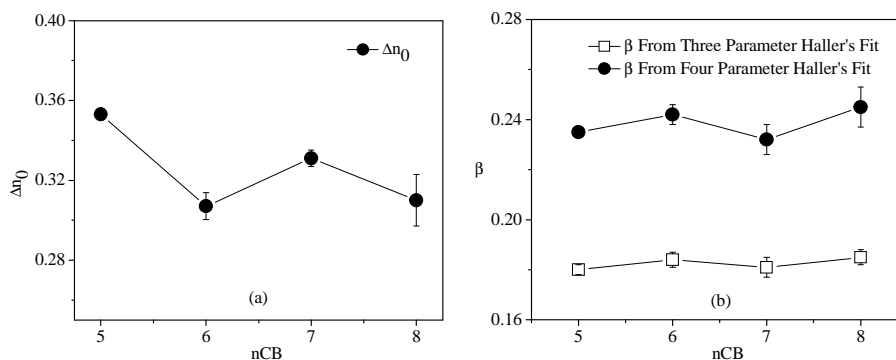 0.40
0.36
0.32
0.28
Δn0
Δn0
(a)
5 6 7 8
nCB
0.28
0.24
0.20
0.16
β
β From Three Parameter Haller's Fit
β From Four Parameter Haller's Fit
(b)
5 6 7 8
nCB